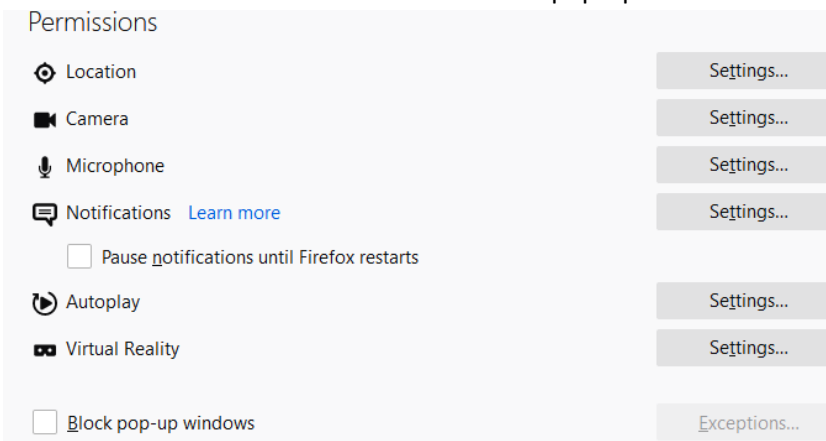 Permissions
Location Settings...
Camera Settings...
Microphone Settings...
Notifications Learn more Settings...
Pause notifications until Firefox restarts
Autoplay Settings...
Virtual Reality Settings...
Block pop-up windows Exceptions...